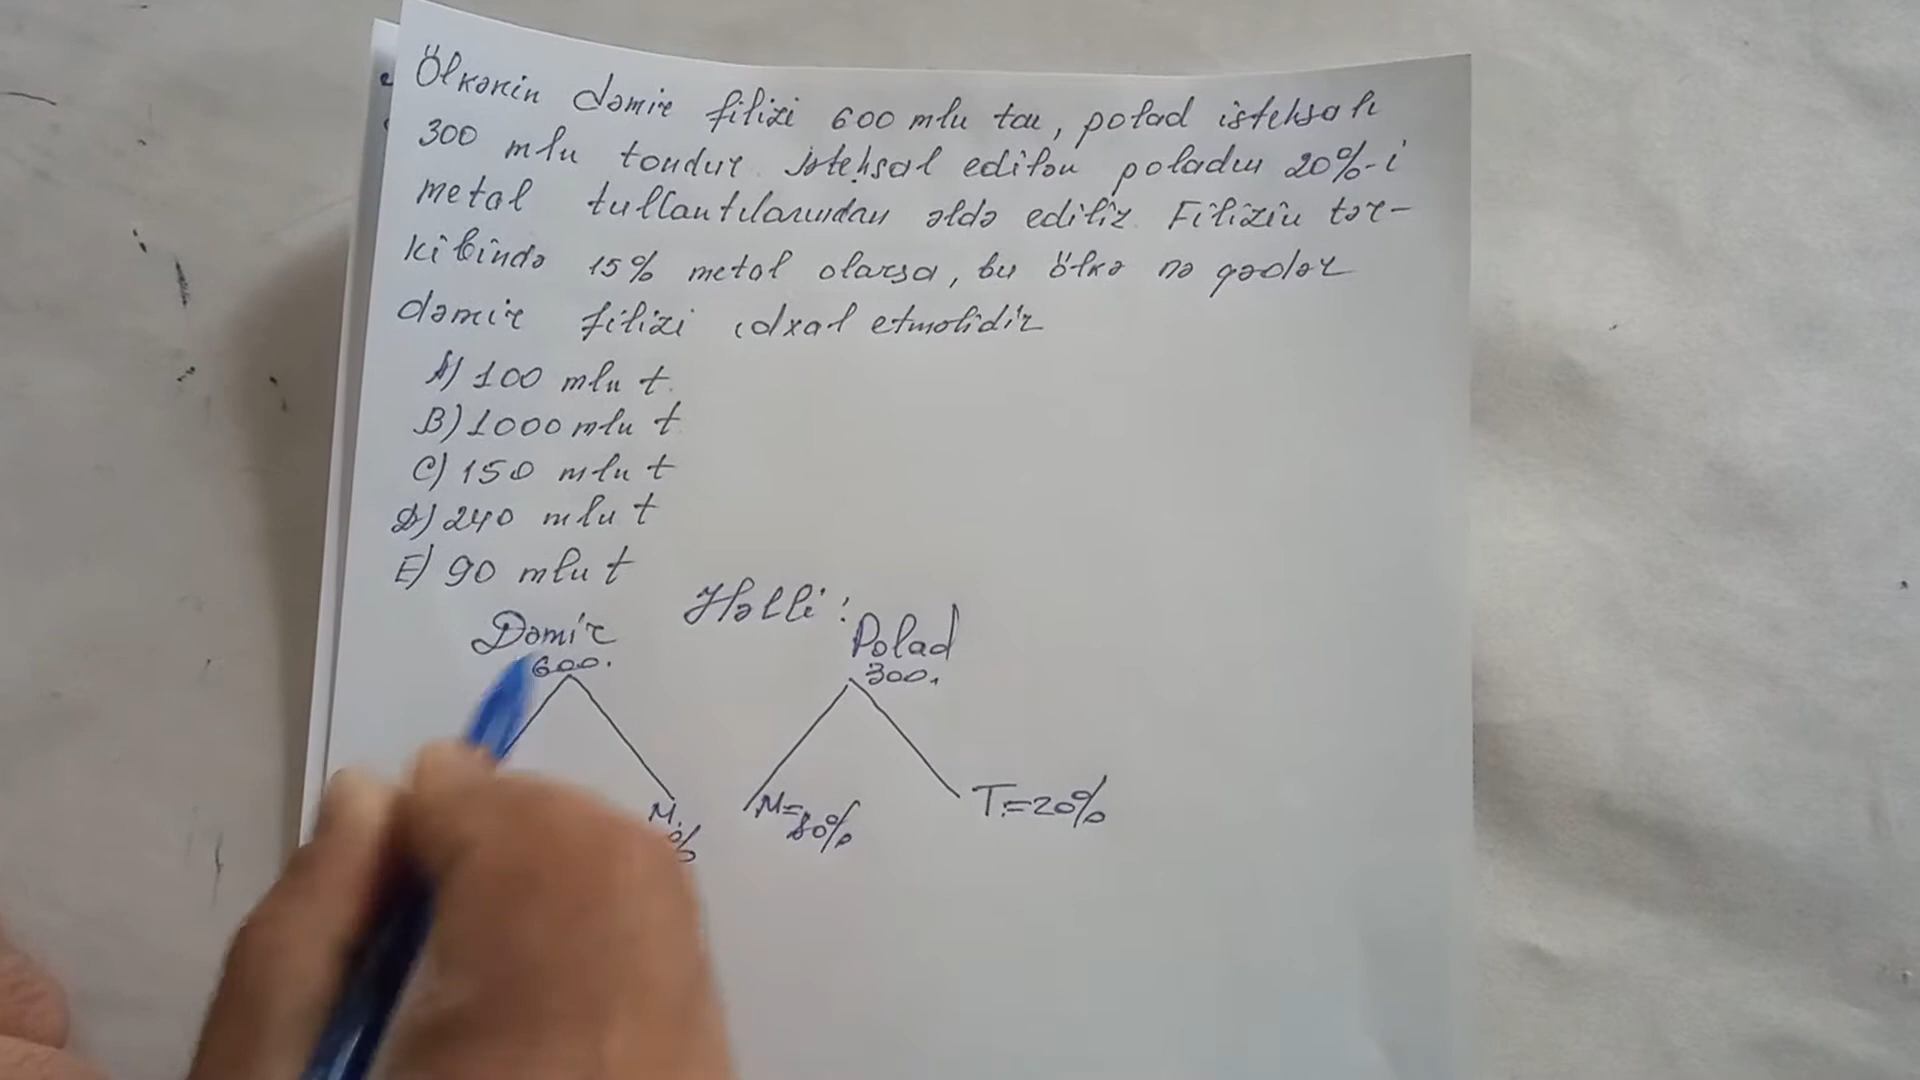 Ölkənin dəmir filizi 600 mln ton, polad istehsalı
300 mln tondur. İstehsal edilən poladın 20%-i
metal tullantılarından əldə edilir. Filizin tər-
kibində 15% metal olarsa, bu ölkə nə qədər
dəmir filizi idxal etməlidir
A) 100 mln t.
B) 1000 mln t
C) 150 mln t
D) 240 mln t
E) 90 mln t
Həlli:
Dəmir Polad
600. 300.
M. M=80% T.=20%
%